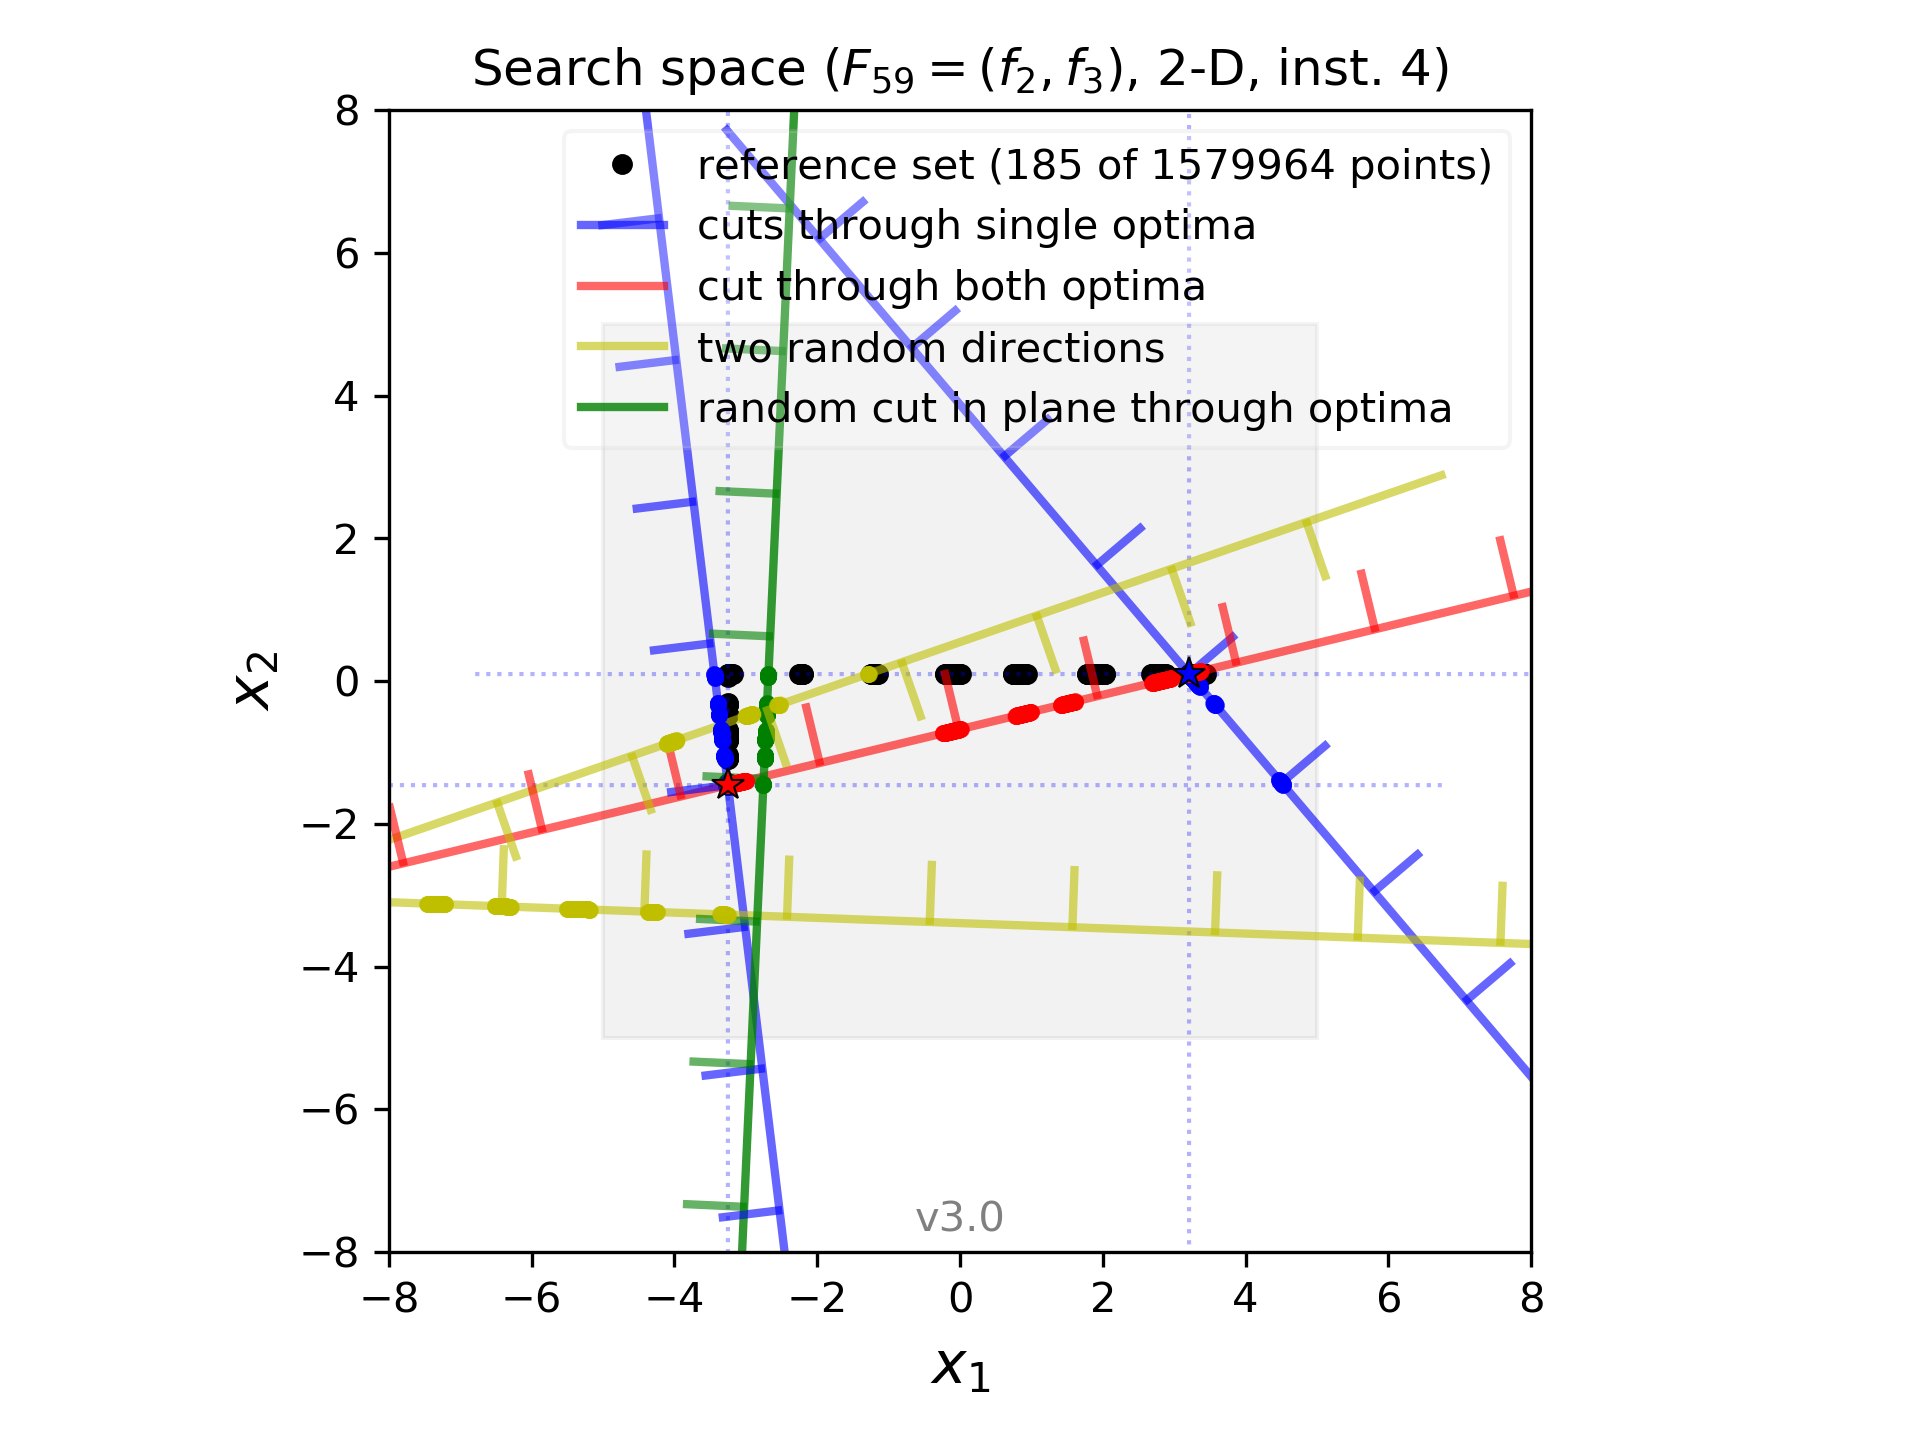 Search space (F59 = (f2, f3), 2-D, inst. 4)
reference set (185 of 1579964 points)
cuts through single optima
cut through both optima
two random directions
random cut in plane through optima
8
6
4
2
0
−2
−4
−6
−8
x2
v3.0
−8 −6 −4 −2 0 2 4 6 8
x1